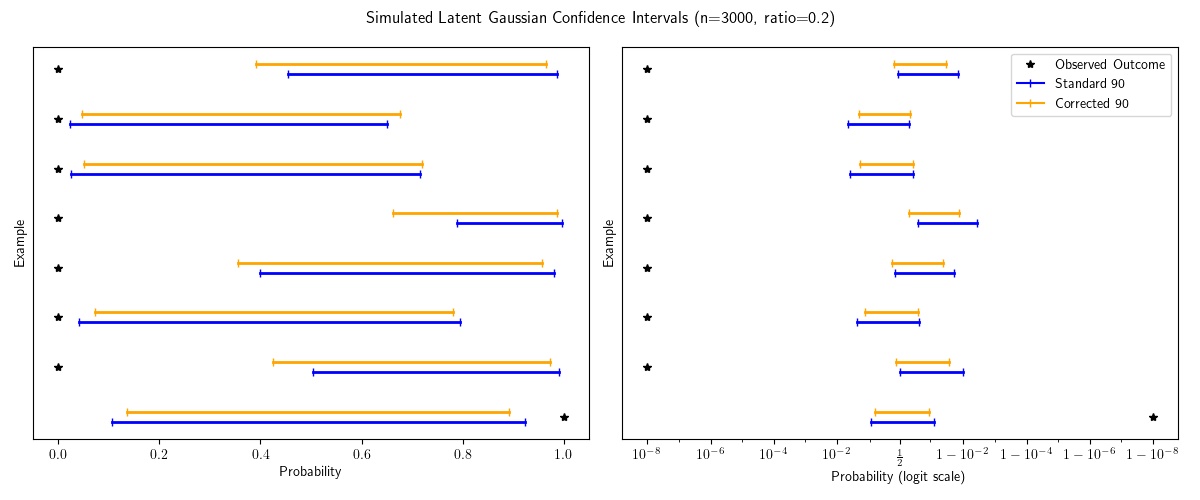 Simulated Latent Gaussian Confidence Intervals (n=3000, ratio=0.2)
Example
0.0 0.2 0.4 0.6 0.8 1.0
Probability
Example
Observed Outcome
Standard 90
Corrected 90
10⁻⁸ 10⁻⁶ 10⁻⁴ 10⁻² 1/2 1 − 10⁻² 1 − 10⁻⁴ 1 − 10⁻⁶ 1 − 10⁻⁸
Probability (logit scale)